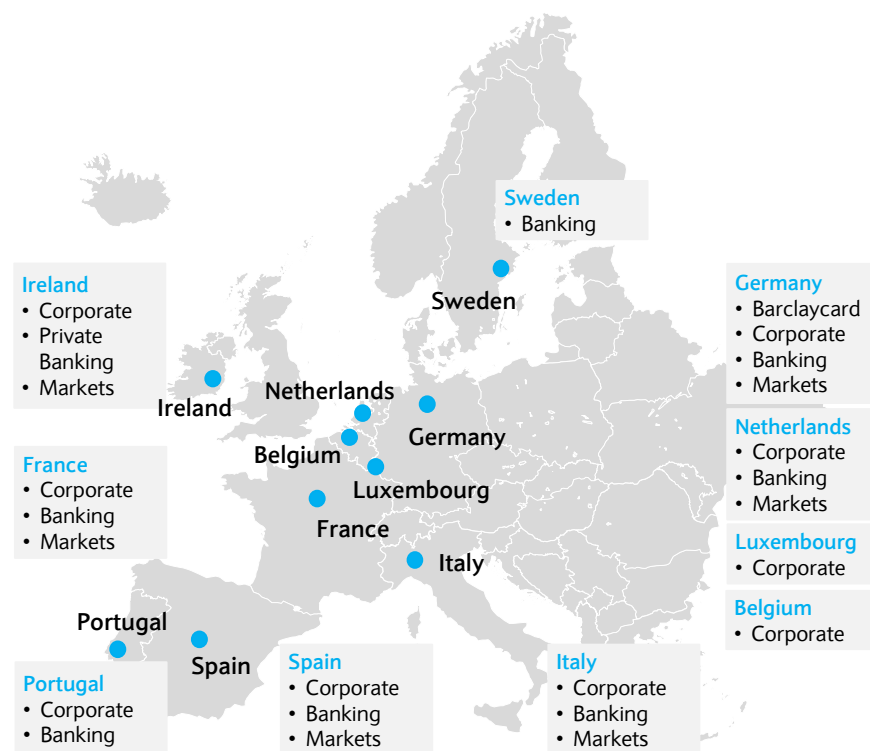 Sweden
• Banking
Ireland
• Corporate
• Private
Banking
• Markets
Germany
• Barclaycard
• Corporate
• Banking
• Markets
Sweden
Netherlands
Ireland
Germany
Belgium
Luxembourg
France
Italy
Portugal
Spain
France
• Corporate
• Banking
• Markets
Netherlands
• Corporate
• Banking
• Markets
Luxembourg
• Corporate
Belgium
• Corporate
Portugal
• Corporate
• Banking
Spain
• Corporate
• Banking
• Markets
Italy
• Corporate
• Banking
• Markets